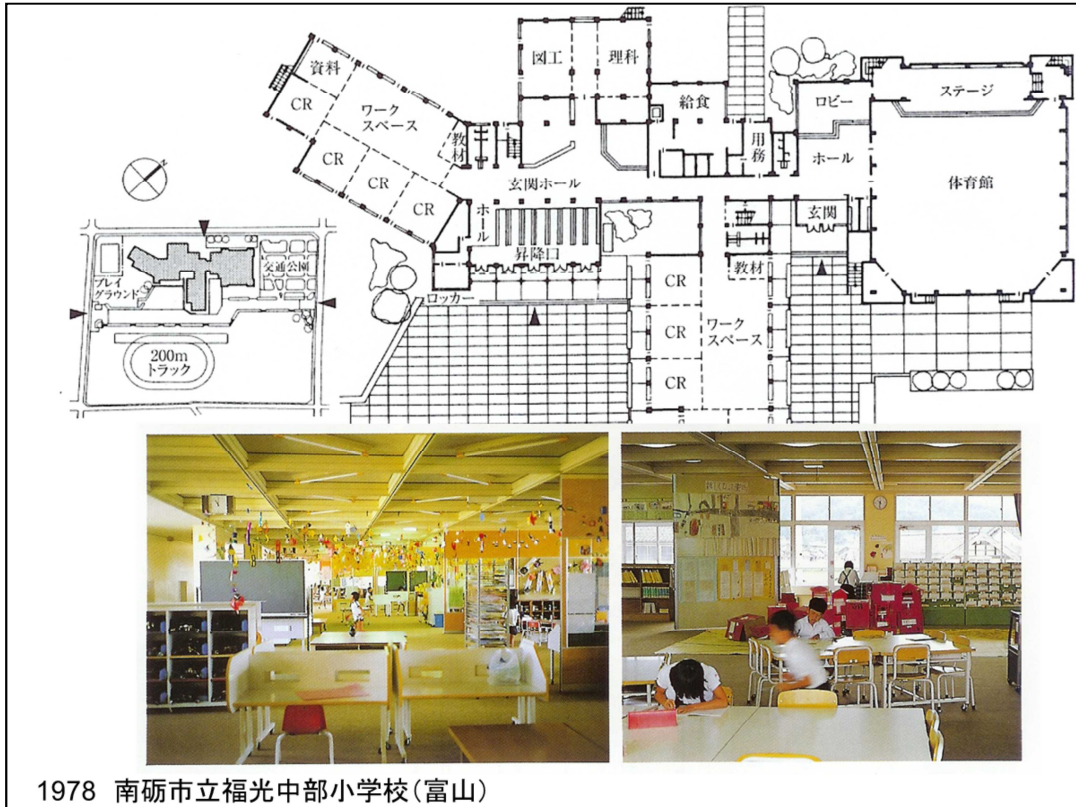 図工
理科
資料
CR
ワーク
スペース
教材
CR
CR
CR
給食
用務
ロビー
ステージ
ホール
体育館
玄関ホール
ホール
昇降口
玄関
ロッカー
教材
CR
CR
CR
ワーク
スペース
N
プレイ
グラウンド
交通公園
200m
トラック
1978 南砺市立福光中部小学校(富山)